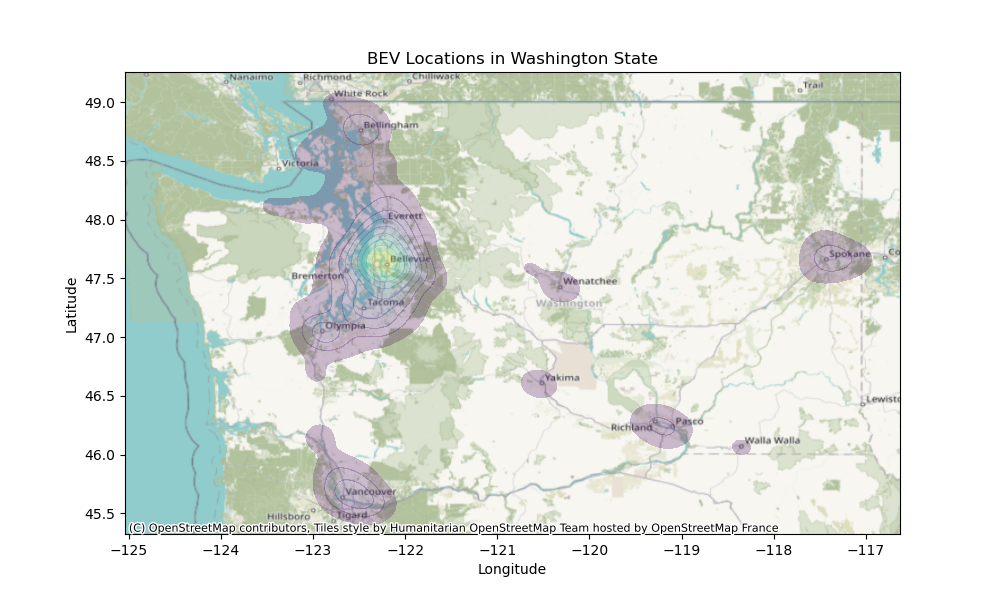 BEV Locations in Washington State
Nanaimo
Richmond
Chilliwack
Trail
White Rock
49.0
Bellingham
48.5
Victoria
48.0
Everett
Bellevue
Spokane
Co
47.5
Bremerton
Wenatchee
Tacoma
Washington
Olympia
47.0
Yakima
46.5
Lewisto
Richland
Pasco
Walla Walla
46.0
Vancouver
45.5
Hillsboro
Tigard
(C) OpenStreetMap contributors, Tiles style by Humanitarian OpenStreetMap Team hosted by OpenStreetMap France
−125 −124 −123 −122 −121 −120 −119 −118 −117
Longitude
Latitude